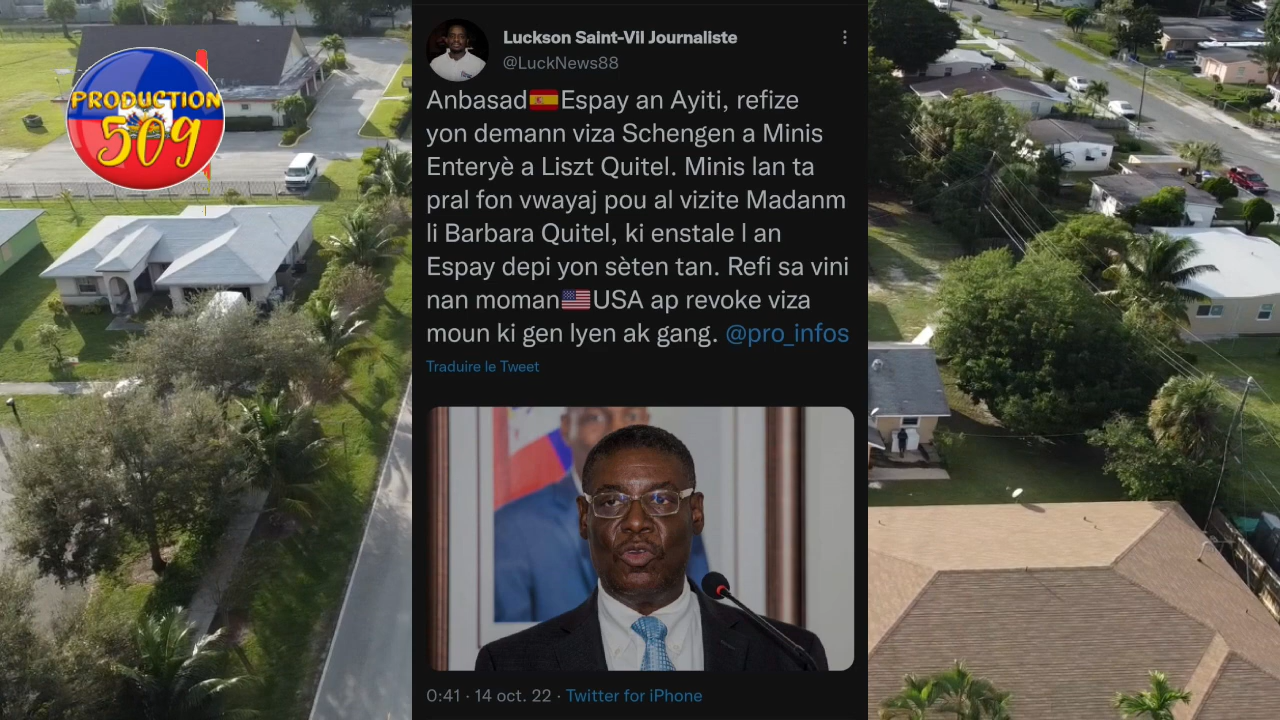 PRODUCTION
509
Luckson Saint-Vil Journaliste
@LuckNews88
Anbasad🇪🇸Espay an Ayiti, refize
yon demann viza Schengen a Minis
Enteryè a Liszt Quitel. Minis lan ta
pral fon vwayaj pou al vizite Madanm
li Barbara Quitel, ki enstale l an
Espay depi yon sèten tan. Refi sa vini
nan moman🇺🇸USA ap revoke viza
moun ki gen lyen ak gang. @pro_infos
Traduire le Tweet
0:41 · 14 oct. 22 · Twitter for iPhone